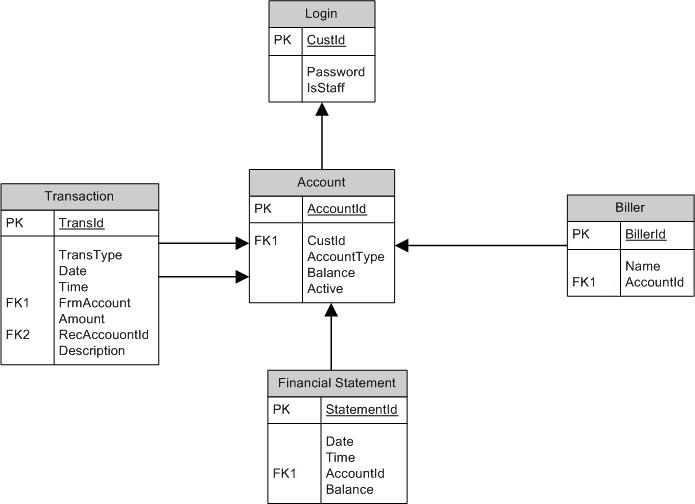 Login
PK CustId
Password
IsStaff
Transaction
PK TransId
TransType
Date
Time
FK1 FrmAccount
Amount
FK2 RecAccouontId
Description
Account
PK AccountId
FK1 CustId
AccountType
Balance
Active
Biller
PK BillerId
Name
FK1 AccountId
Financial Statement
PK StatementId
Date
Time
FK1 AccountId
Balance